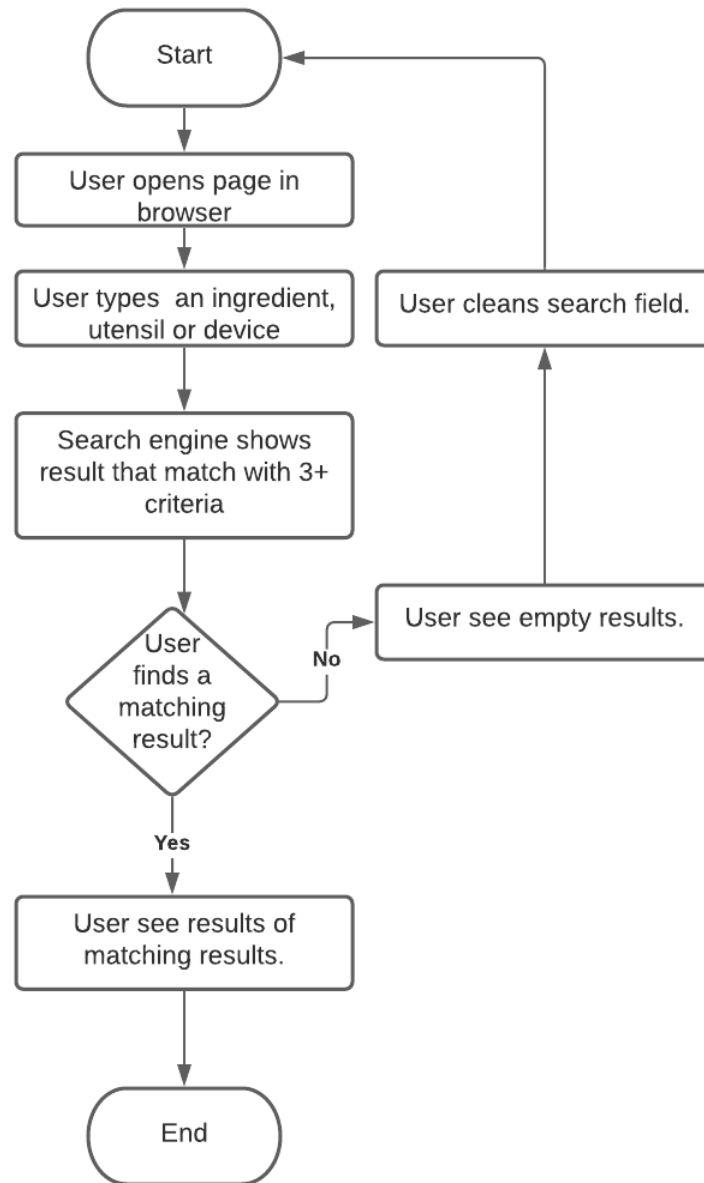 Start
User opens page in
browser
User types  an ingredient,
utensil or device
User cleans search field.
Search engine shows
result that match with 3+
criteria
User
finds a
matching
result?
No
User see empty results.
Yes
User see results of
matching results.
End